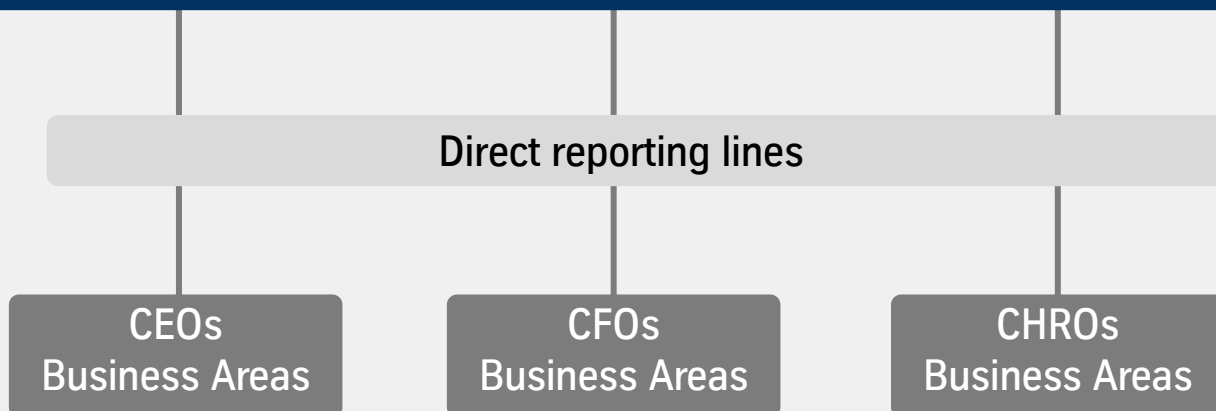 Direct reporting lines
CEOs
Business Areas
CFOs
Business Areas
CHROs
Business Areas